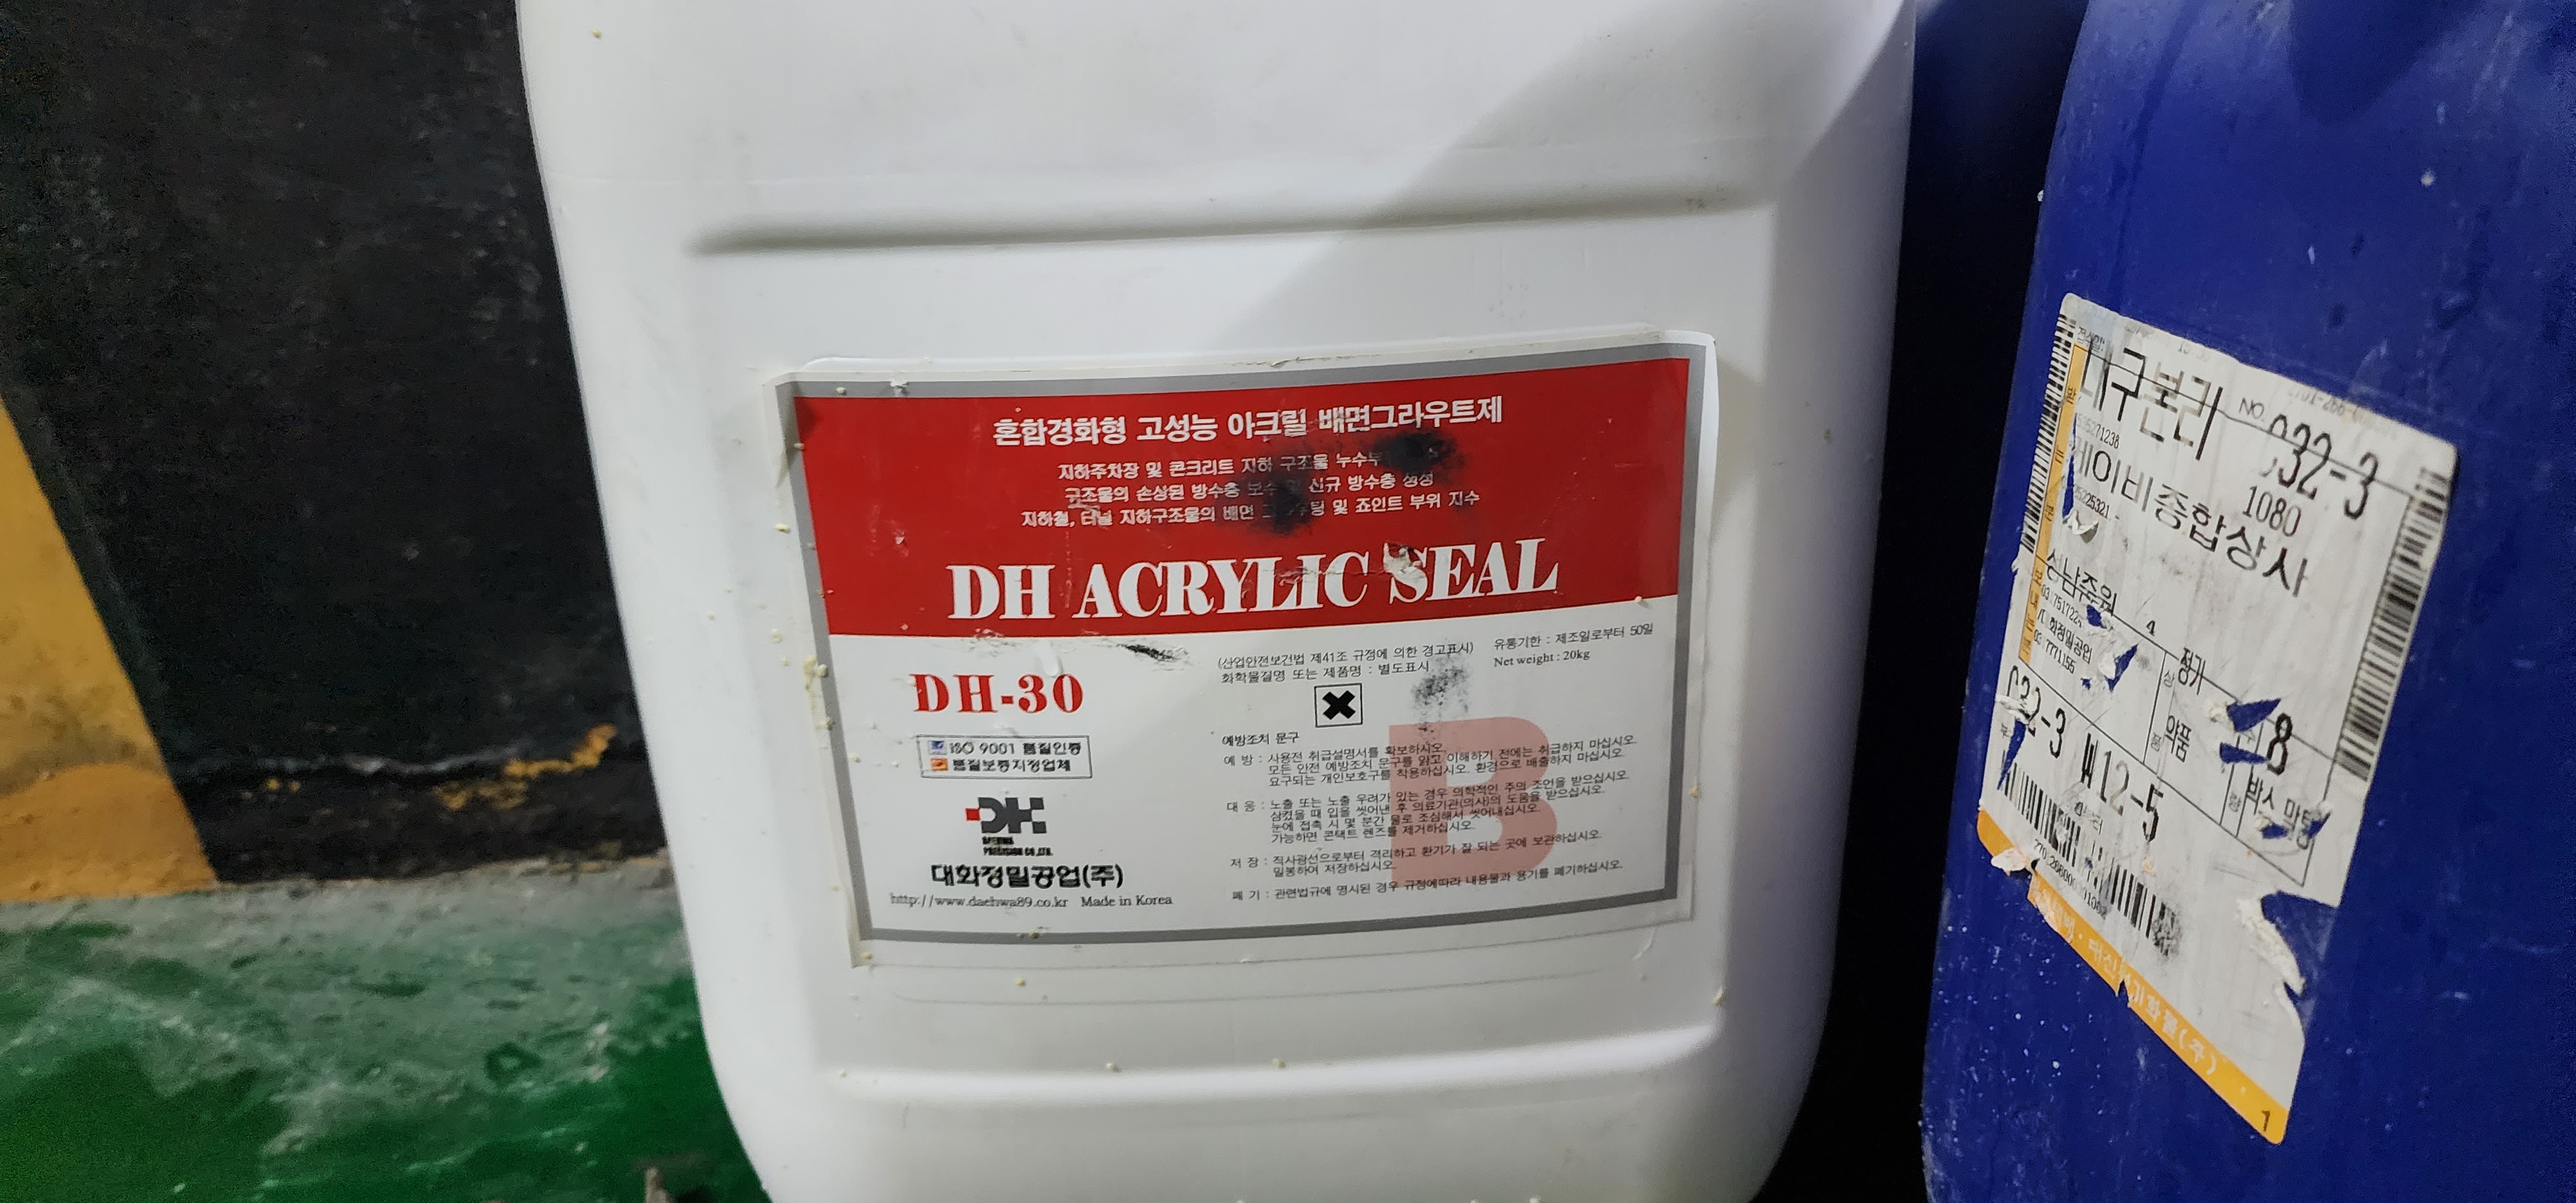 혼합경화형 고성능 아크릴 배면그라우트제
지하주차장 및 콘크리트 지하 구조물
구조물의 손상된 방수층 신규 방수층 형성
지하철, 터널 지하구조물의 배면 및 죠인트 부위 지수
DH ACRYLIC SEAL
DH-30
ISO 9001 품질인증
품질보증지정업체
DH
PRECISION CO.,LTD.
대화정밀공업(주)
http://www.daehwa89.co.kr Made in Korea
(산업안전보건법 제41조 규정에 의한 경고표시)
화학물질명 또는 제품명 : 별도표시
유통기한 : 제조일로부터 50일
Net weight : 20kg
예방조치 문구
예 방 : 사용전 취급설명서를 확보하시오.
모든 안전 예방조치 문구를 읽고 이해하기 전에는 취급하지 마십시오.
요구되는 개인보호구를 착용하십시오. 환경으로 배출하지 마십시오.
대 응 : 노출 또는 노출 우려가 있는 경우 의학적인 주의 조언을 받으십시오.
삼켰을 때 입을 씻어낸 후 의료기관(의사)의 도움을 받으십시오.
눈에 접촉 시 몇 분간 물로 조심해서 씻어내십시오.
가능하면 콘택트 렌즈를 제거하십시오.
저 장 : 직사광선으로부터 격리하고 환기가 잘 되는 곳에 보관하십시오.
밀봉하여 저장하십시오.
폐 기 : 관련법규에 명시된 경우 규정에따라 내용물과 용기를 폐기하십시오.
B
대구본리
NO. 032-3
1080
케이비종합상사
성남주원
4
화정밀공업
정기
약품
8
박스 마탕
032-3 W12-5
1